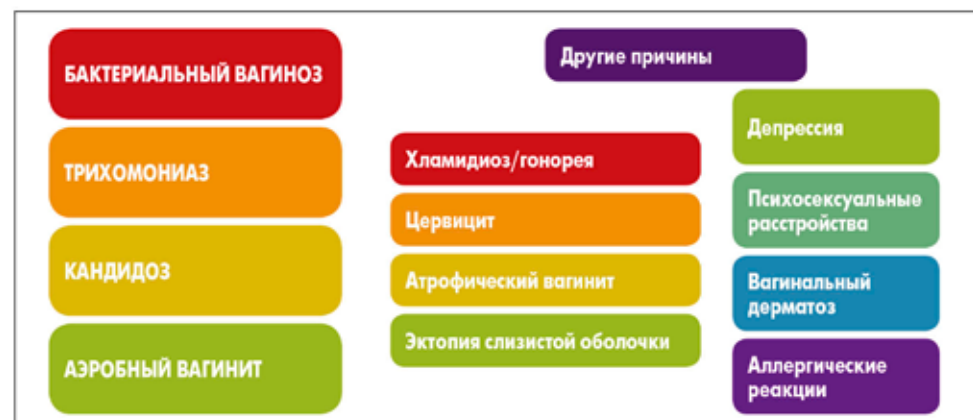 БАКТЕРИАЛЬНЫЙ ВАГИНОЗ
ТРИХОМОНИАЗ
КАНДИДОЗ
АЭРОБНЫЙ ВАГИНИТ
Другие причины
Хламидиоз/гонорея
Цервицит
Атрофический вагинит
Эктопия слизистой оболочки
Депрессия
Психосексуальные
расстройства
Вагинальный
дерматоз
Аллергические
реакции